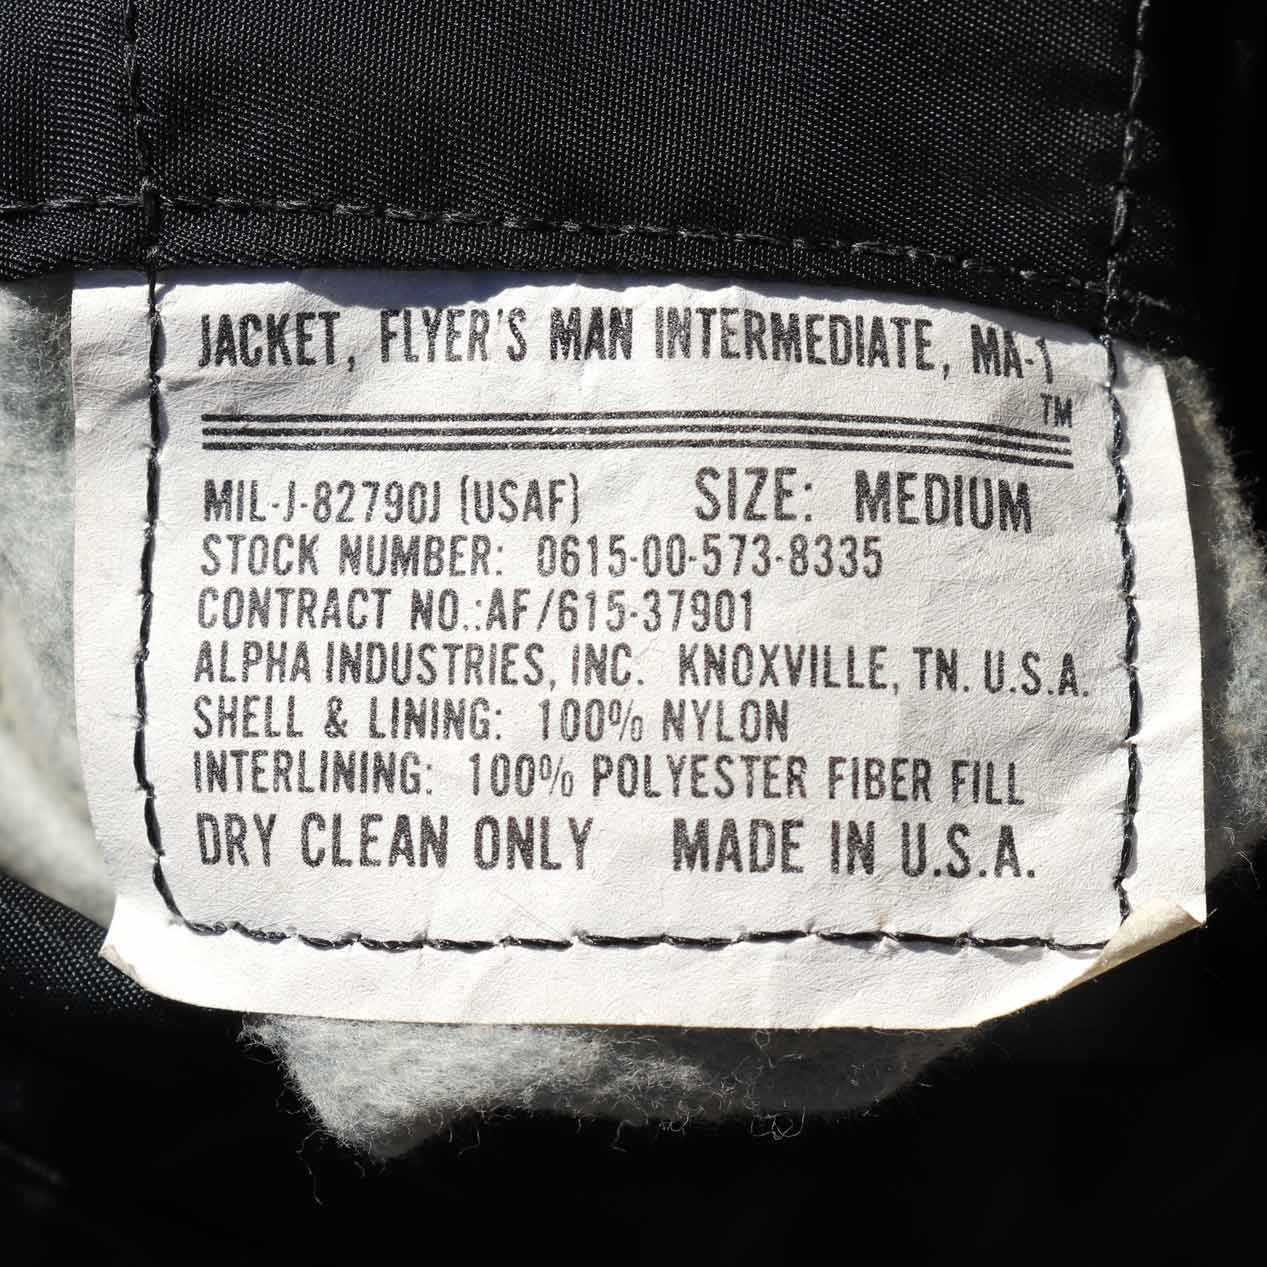 JACKET, FLYER'S MAN INTERMEDIATE, MA-1
TM
MIL-J-82790J (USAF) SIZE: MEDIUM
STOCK NUMBER: 0615-00-573-8335
CONTRACT NO.:AF/615-37901
ALPHA INDUSTRIES, INC. KNOXVILLE, TN. U.S.A.
SHELL & LINING: 100% NYLON
INTERLINING: 100% POLYESTER FIBER FILL
DRY CLEAN ONLY MADE IN U.S.A.